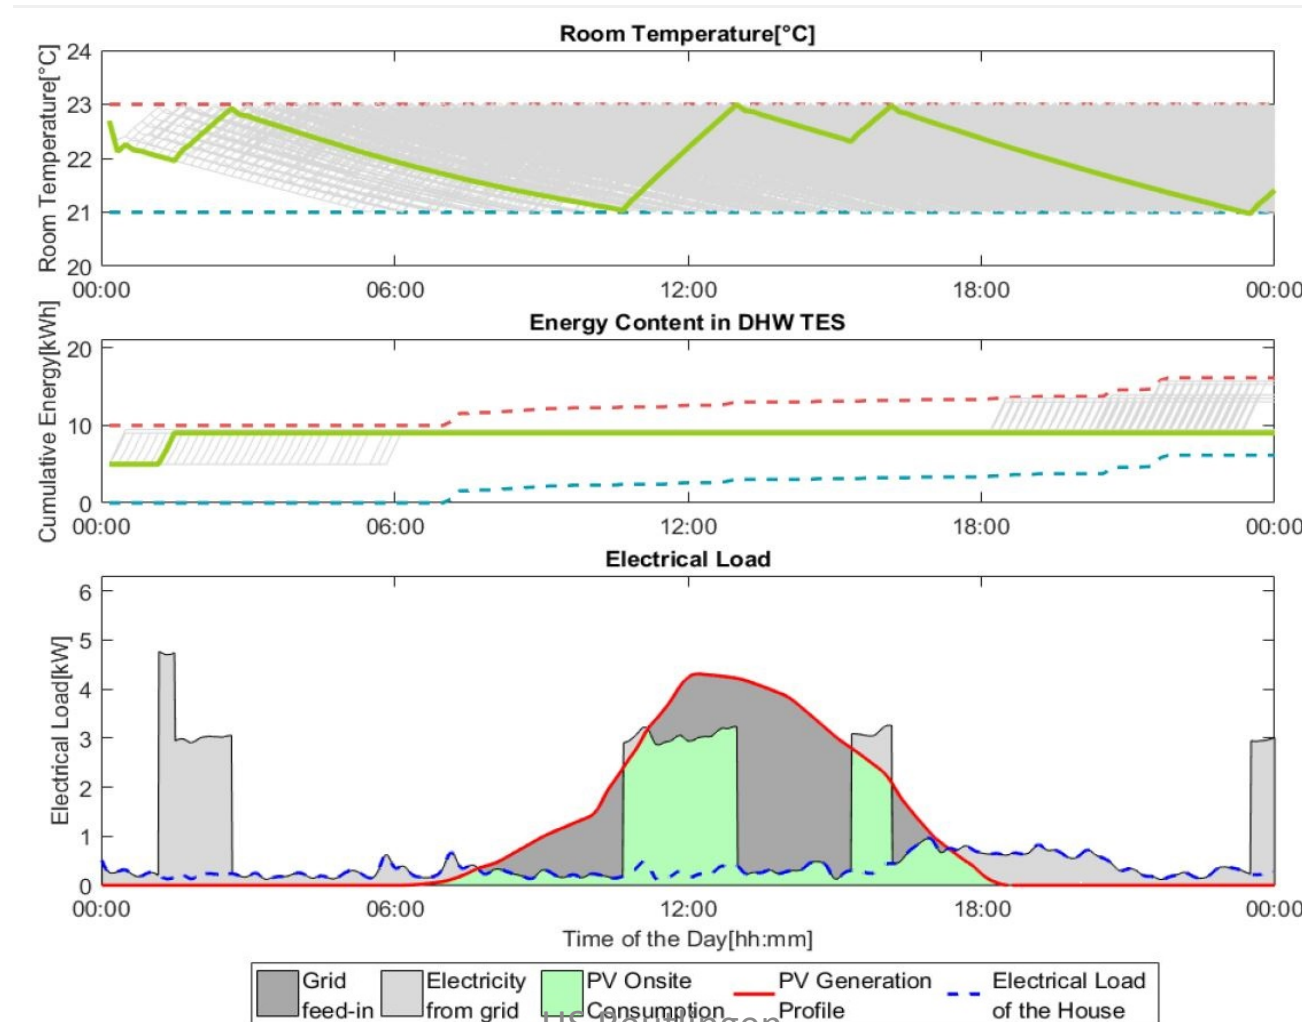 Room Temperature[°C]
Room Temperature[°C]
24
23
22
21
20
00:00 06:00 12:00 18:00 00:00
Energy Content in DHW TES
Cumulative Energy[kWh]
20
10
0
00:00 06:00 12:00 18:00 00:00
Electrical Load
Electrical Load[kW]
6
5
4
3
2
1
0
00:00 06:00 12:00 18:00 00:00
Time of the Day[hh:mm]
Grid Electricity PV Onsite PV Generation Electrical Load
feed-in from grid Consumption Profile of the House